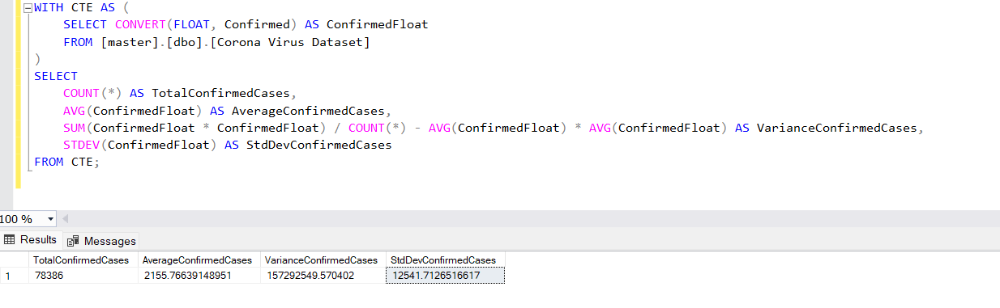 WITH CTE AS (
SELECT CONVERT(FLOAT, Confirmed) AS ConfirmedFloat
FROM [master].[dbo].[Corona Virus Dataset]
)
SELECT
COUNT(*) AS TotalConfirmedCases,
AVG(ConfirmedFloat) AS AverageConfirmedCases,
SUM(ConfirmedFloat * ConfirmedFloat) / COUNT(*) - AVG(ConfirmedFloat) * AVG(ConfirmedFloat) AS VarianceConfirmedCases,
STDEV(ConfirmedFloat) AS StdDevConfirmedCases
FROM CTE;
100 %
Results Messages
TotalConfirmedCases AverageConfirmedCases VarianceConfirmedCases StdDevConfirmedCases
1 78386 2155.76639148951 157292549.570402 12541.7126516617